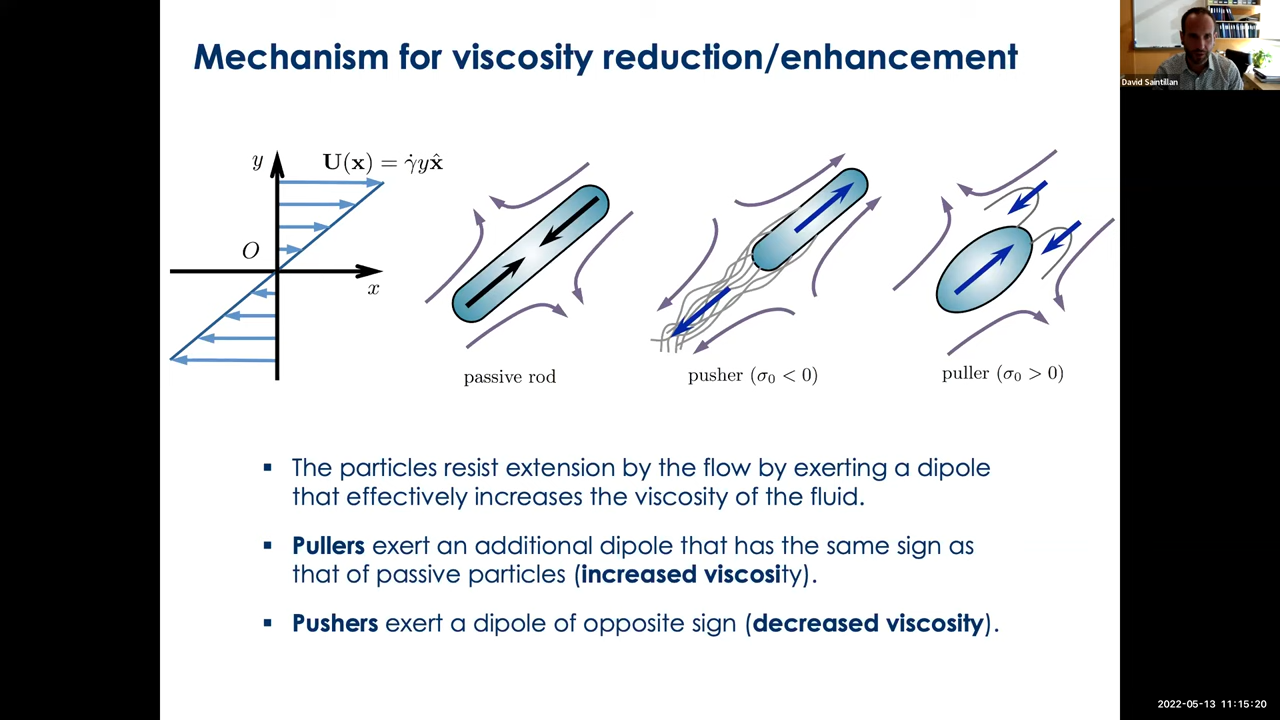 Mechanism for viscosity reduction/enhancement
David Saintillan
y
U(x) = γ̇yx̂
O
x
passive rod
pusher (σ₀ < 0)
puller (σ₀ > 0)
▪ The particles resist extension by the flow by exerting a dipole
that effectively increases the viscosity of the fluid.
▪ Pullers exert an additional dipole that has the same sign as
that of passive particles (increased viscosity).
▪ Pushers exert a dipole of opposite sign (decreased viscosity).
2022-05-13 11:15:20